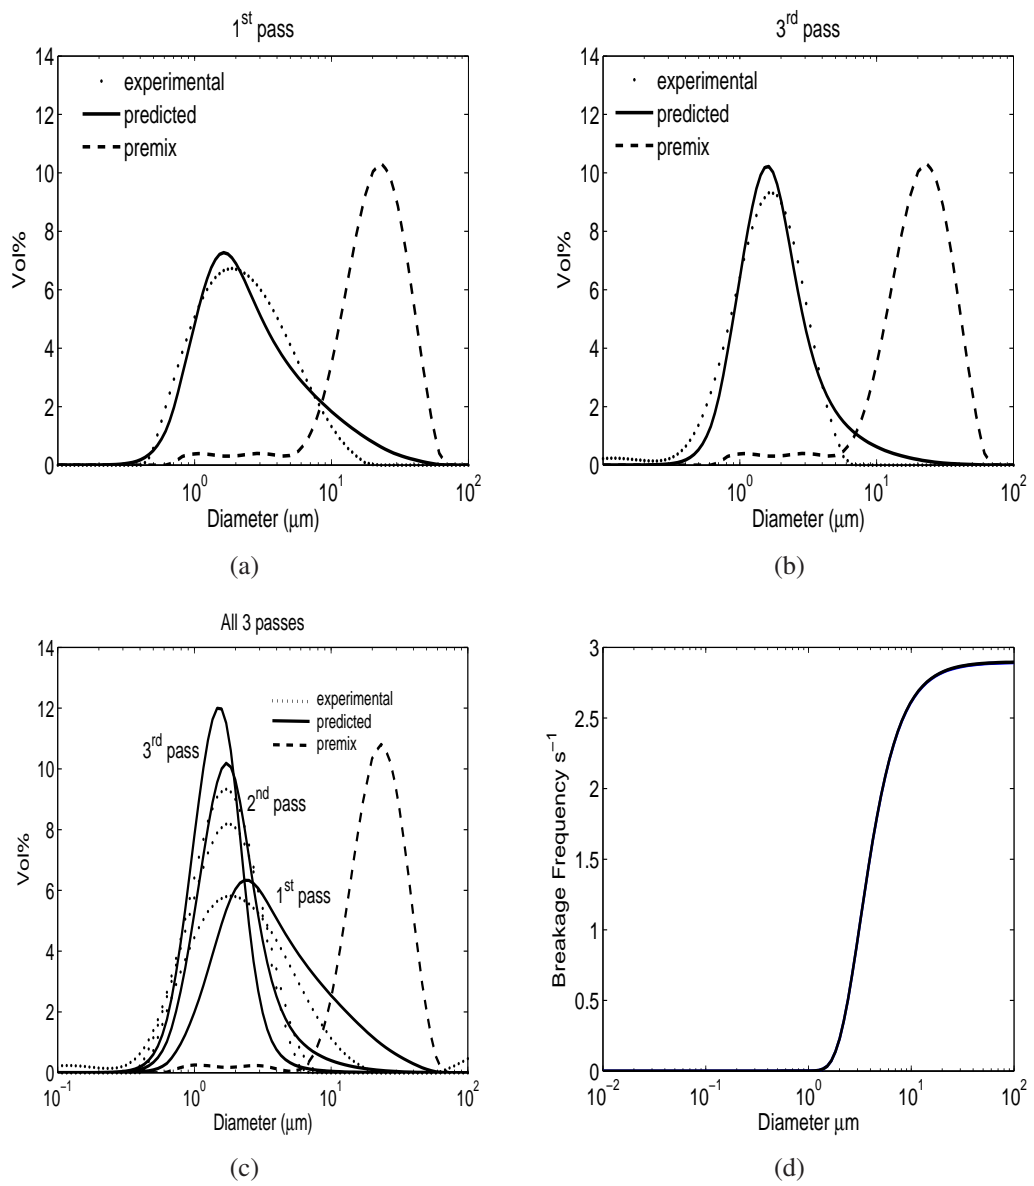 1st pass
14
12
10
8
6
4
2
0
Vol%
experimental
predicted
premix
10^0
10^1
10^2
Diameter (μm)
(a)
3rd pass
14
12
10
8
6
4
2
0
Vol%
experimental
predicted
premix
10^0
10^1
10^2
Diameter (μm)
(b)
All 3 passes
14
12
10
8
6
4
2
0
Vol%
experimental
predicted
premix
3rd pass
2nd pass
1st pass
10^−1
10^0
10^1
10^2
Diameter (μm)
(c)
3
2.5
2
1.5
1
0.5
0
Breakage Frequency s^−1
10^−2
10^−1
10^0
10^1
10^2
Diameter μm
(d)